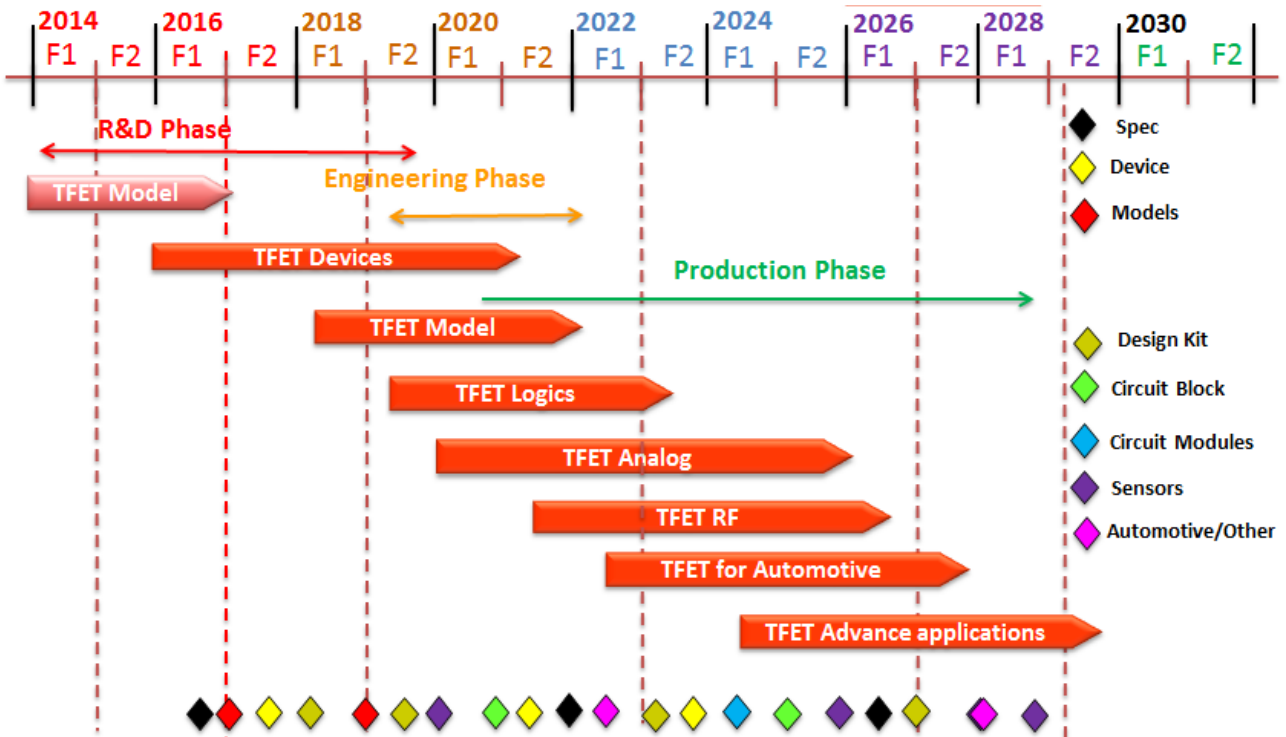 2014 2016 2018 2020 2022 2024 2026 2028 2030
F1 F2 F1 F2 F1 F2 F1 F2 F1 F2 F1 F2 F1 F2 F1 F2 F1 F2
R&D Phase
Spec
Engineering Phase
Device
TFET Model
Models
TFET Devices
Production Phase
TFET Model
Design Kit
TFET Logics
Circuit Block
TFET Analog
Circuit Modules
TFET RF
Sensors
Automotive/Other
TFET for Automotive
TFET Advance applications